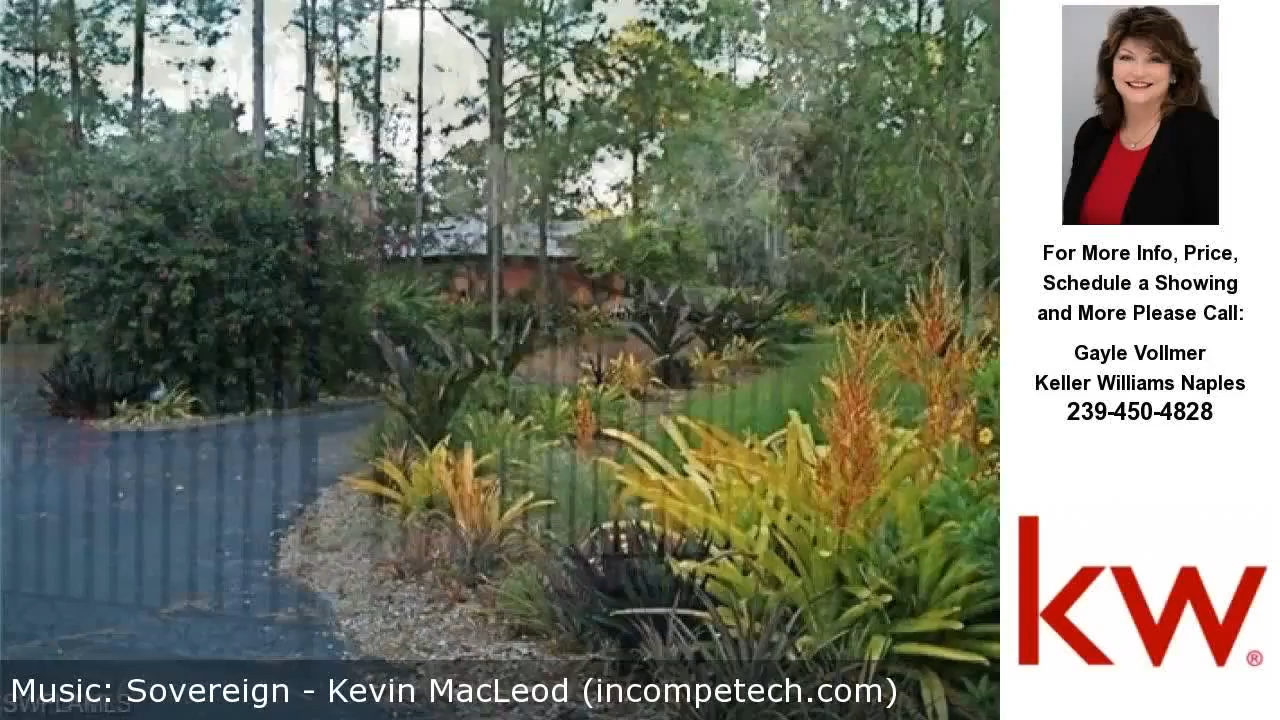 For More Info, Price,
Schedule a Showing
and More Please Call:
Gayle Vollmer
Keller Williams Naples
239-450-4828
kw®
Music: Sovereign - Kevin MacLeod (incompetech.com)